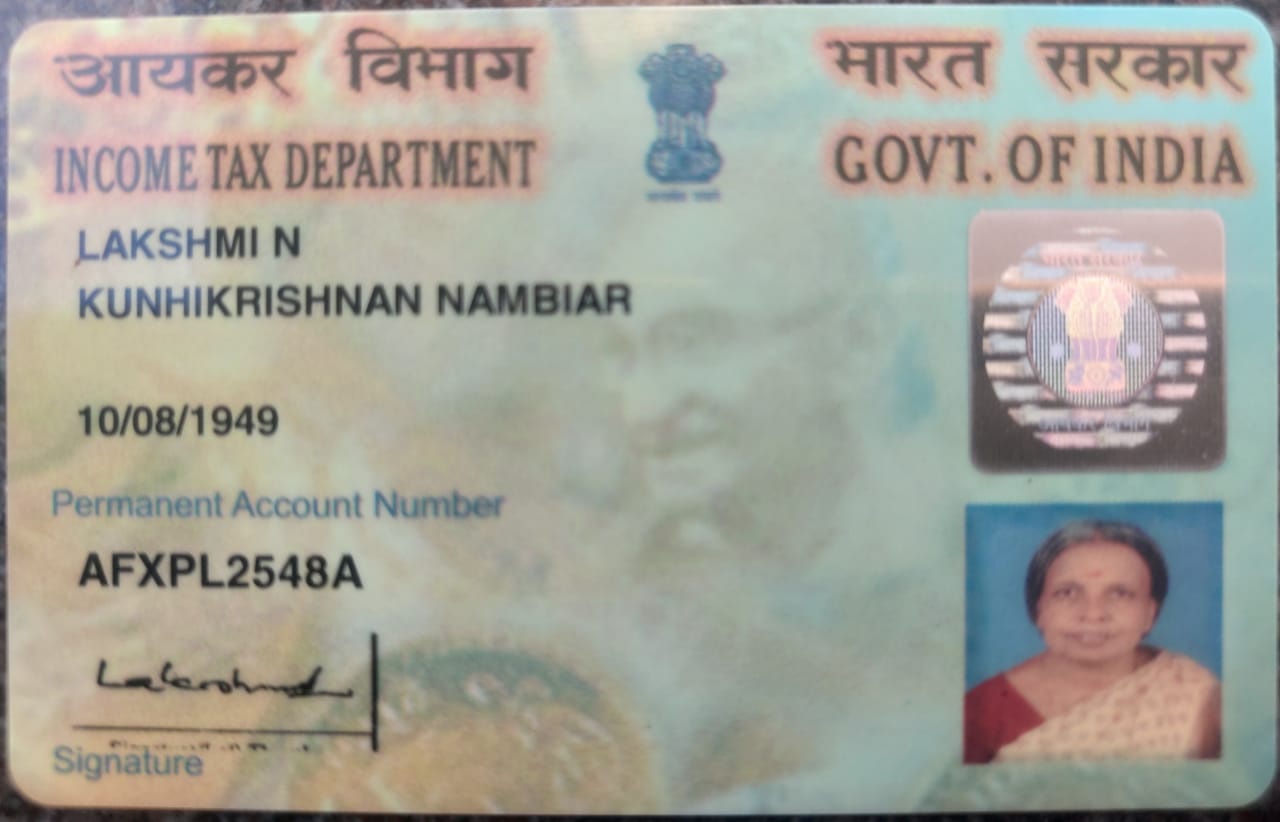 आयकर विभाग
भारत सरकार
INCOME TAX DEPARTMENT
GOVT. OF INDIA
LAKSHMI N
KUNHIKRISHNAN NAMBIAR
10/08/1949
Permanent Account Number
AFXPL2548A
Signature